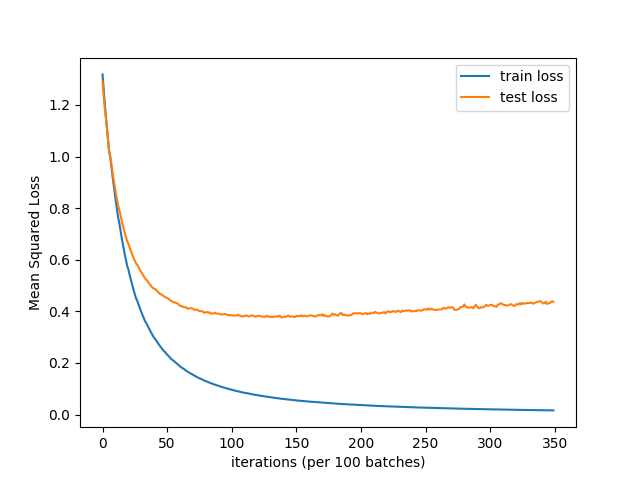 train loss
test loss
Mean Squared Loss
1.2
1.0
0.8
0.6
0.4
0.2
0.0
0 50 100 150 200 250 300 350
iterations (per 100 batches)